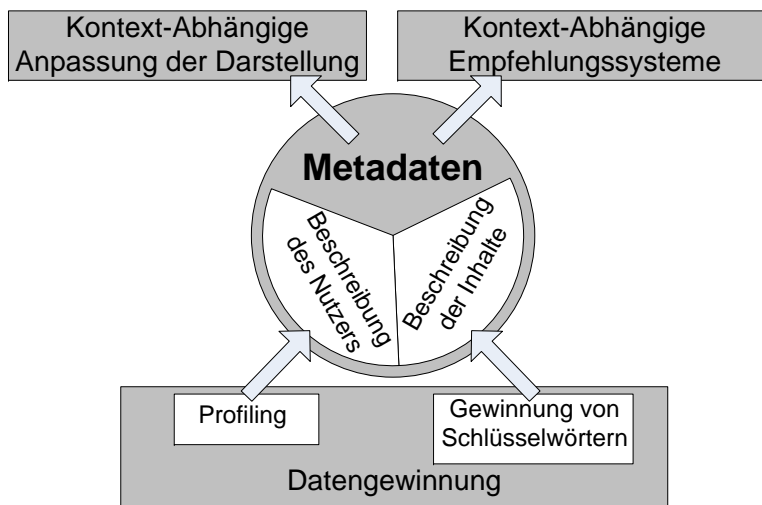 Kontext-Abhängige
Anpassung der Darstellung
Kontext-Abhängige
Empfehlungssysteme
Metadaten
Beschreibung
des Nutzers
Beschreibung
der Inhalte
Profiling
Gewinnung von
Schlüsselwörtern
Datengewinnung